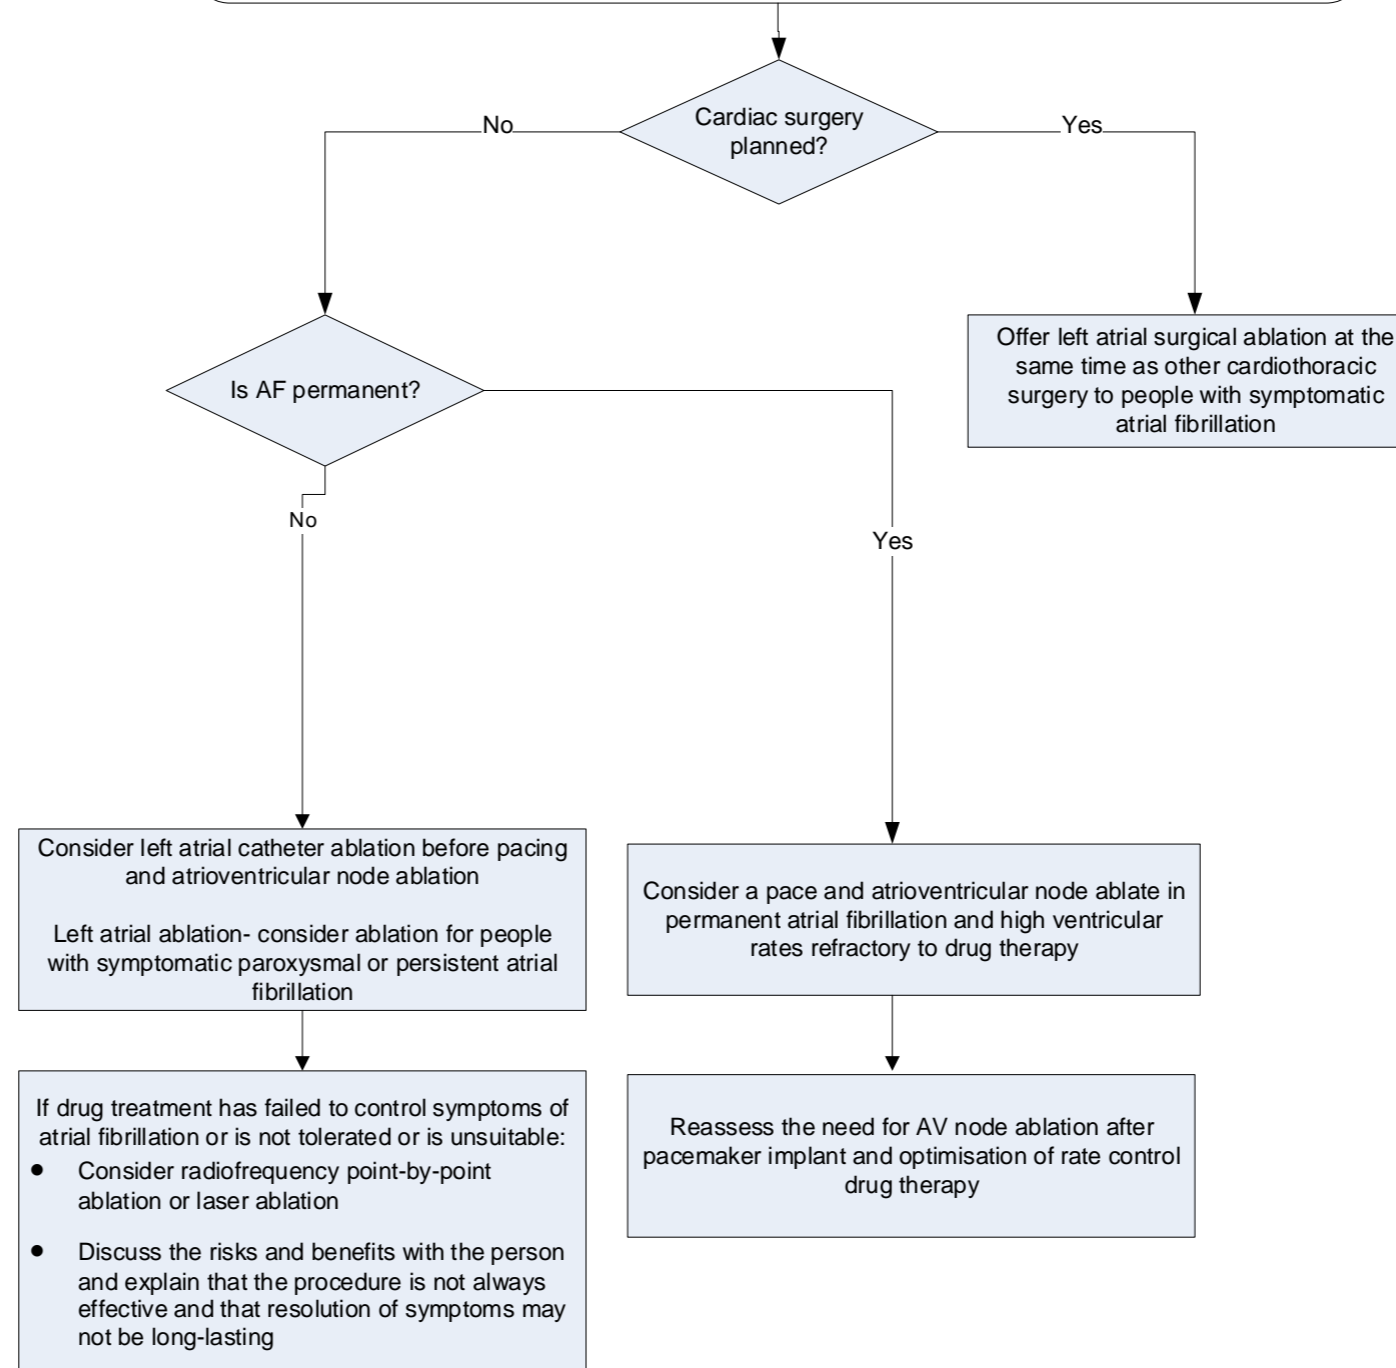 Cardiac surgery
planned?
No
Yes
Offer left atrial surgical ablation at the
same time as other cardiothoracic
surgery to people with symptomatic
atrial fibrillation
Is AF permanent?
No
Yes
Consider left atrial catheter ablation before pacing
and atrioventricular node ablation
Left atrial ablation- consider ablation for people
with symptomatic paroxysmal or persistent atrial
fibrillation
Consider a pace and atrioventricular node ablate in
permanent atrial fibrillation and high ventricular
rates refractory to drug therapy
If drug treatment has failed to control symptoms of
atrial fibrillation or is not tolerated or is unsuitable:
● Consider radiofrequency point-by-point
ablation or laser ablation
● Discuss the risks and benefits with the person
and explain that the procedure is not always
effective and that resolution of symptoms may
not be long-lasting
Reassess the need for AV node ablation after
pacemaker implant and optimisation of rate control
drug therapy